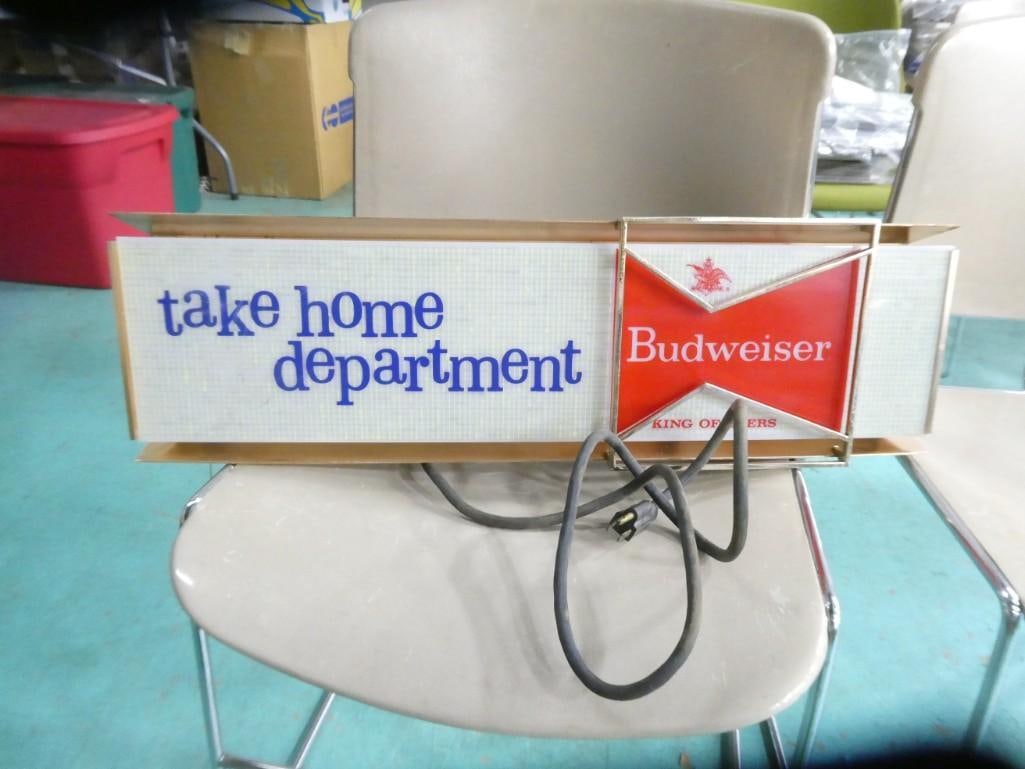 take home
department
Budweiser
KING OF